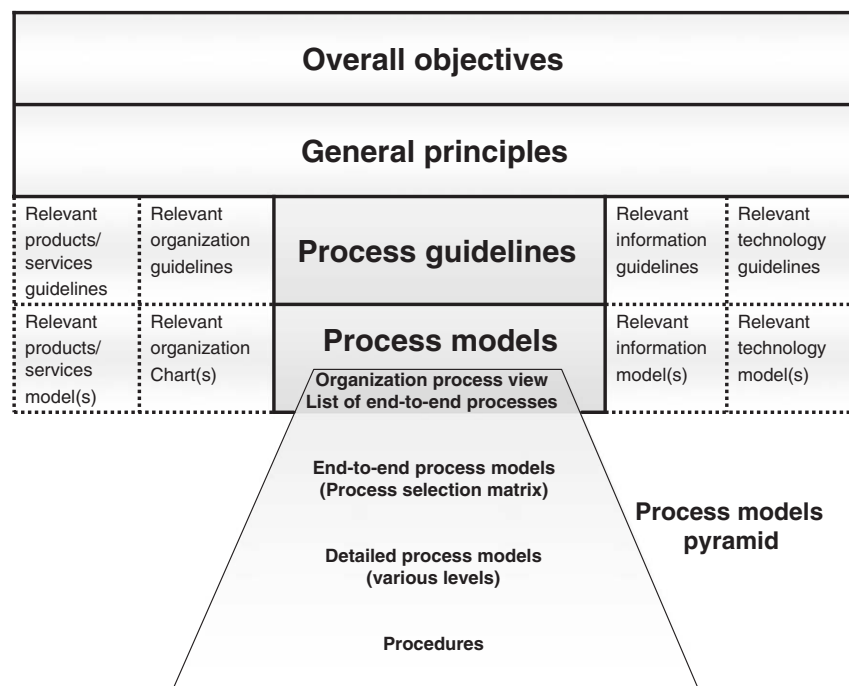 Overall objectives
General principles
Relevant
products/
services
guidelines
Relevant
organization
guidelines
Process guidelines
Relevant
information
guidelines
Relevant
technology
guidelines
Relevant
products/
services
model(s)
Relevant
organization
Chart(s)
Process models
Organization process view
List of end-to-end processes
Relevant
information
model(s)
Relevant
technology
model(s)
End-to-end process models
(Process selection matrix)
Process models
pyramid
Detailed process models
(various levels)
Procedures